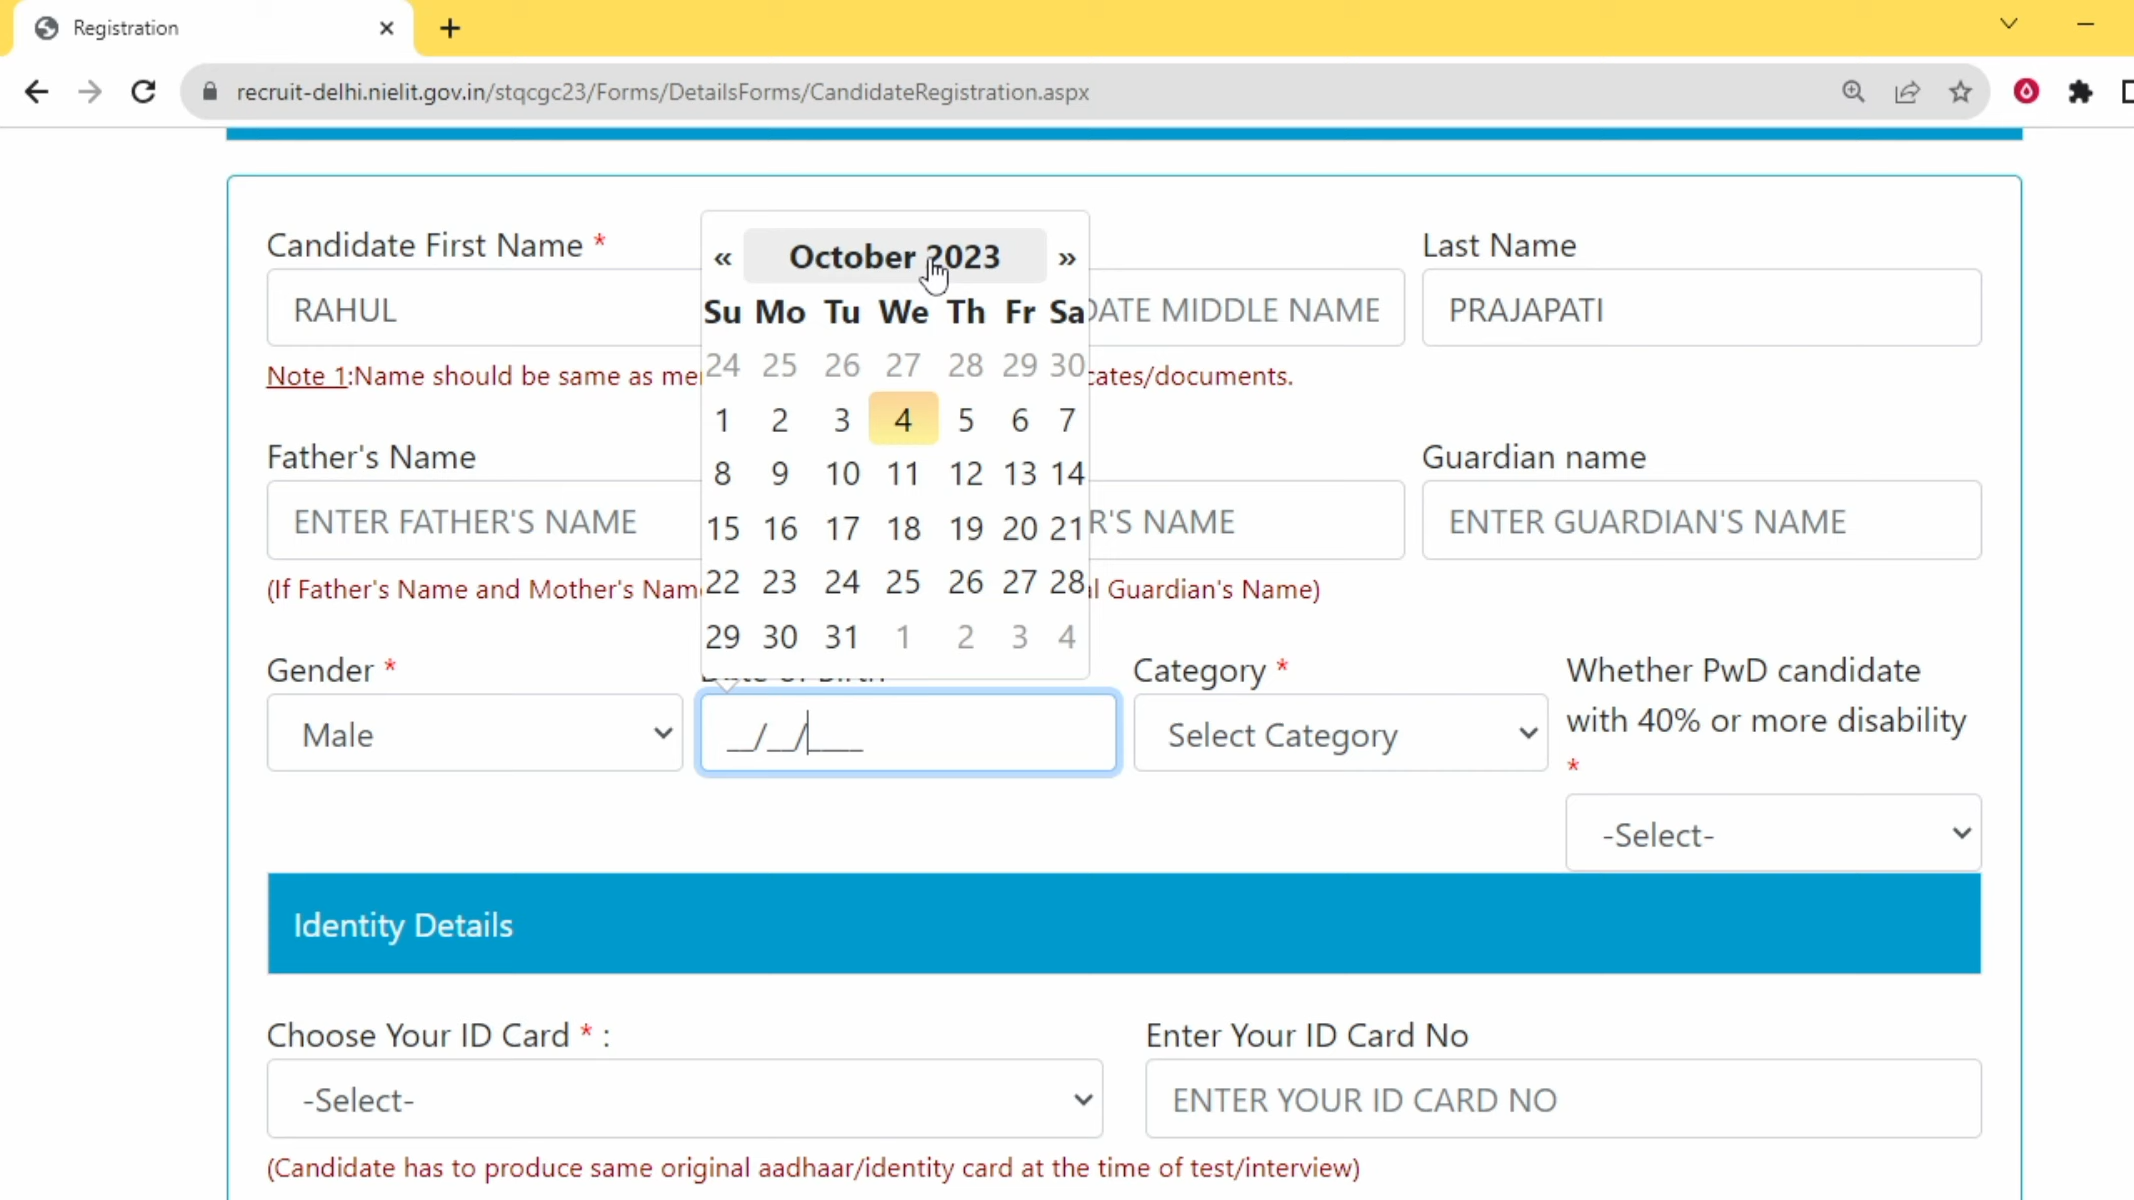 Registration
recruit-delhi.nielit.gov.in/stqcgc23/Forms/DetailsForms/CandidateRegistration.aspx
Candidate First Name *
RAHUL
DATE MIDDLE NAME
Last Name
PRAJAPATI
Note 1:Name should be same as
cates/documents.
« October 2023 »
Su Mo Tu We Th Fr Sa
24 25 26 27 28 29 30
1 2 3 4 5 6 7
8 9 10 11 12 13 14
15 16 17 18 19 20 21
22 23 24 25 26 27 28
29 30 31 1 2 3 4
Father's Name
ENTER FATHER'S NAME
R'S NAME
Guardian name
ENTER GUARDIAN'S NAME
(If Father's Name and Mother's Nam
l Guardian's Name)
Gender *
Male
__/__/____
Category *
Select Category
Whether PwD candidate
with 40% or more disability
*
-Select-
Identity Details
Choose Your ID Card * :
-Select-
Enter Your ID Card No
ENTER YOUR ID CARD NO
(Candidate has to produce same original aadhaar/identity card at the time of test/interview)